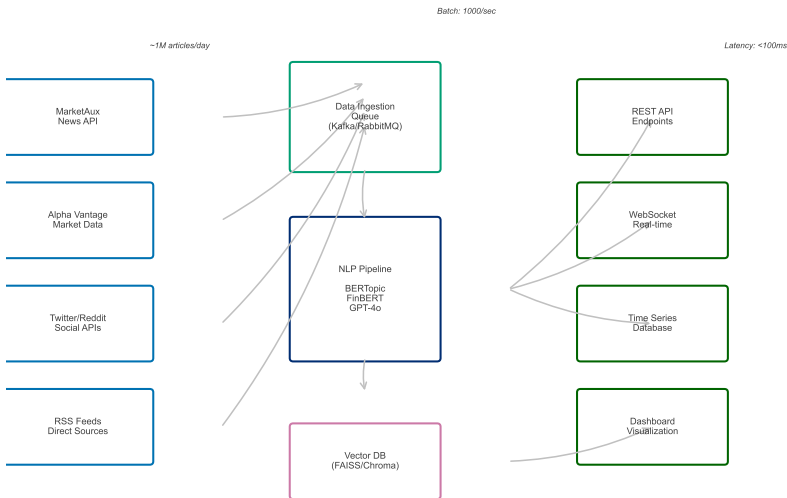 Batch: 1000/sec
~1M articles/day
Latency: <100ms
MarketAux
News API
Data Ingestion
Queue
(Kafka/RabbitMQ)
REST API
Endpoints
Alpha Vantage
Market Data
NLP Pipeline
BERTopic
FinBERT
GPT-4o
WebSocket
Real-time
Twitter/Reddit
Social APIs
Time Series
Database
RSS Feeds
Direct Sources
Vector DB
(FAISS/Chroma)
Dashboard
Visualization